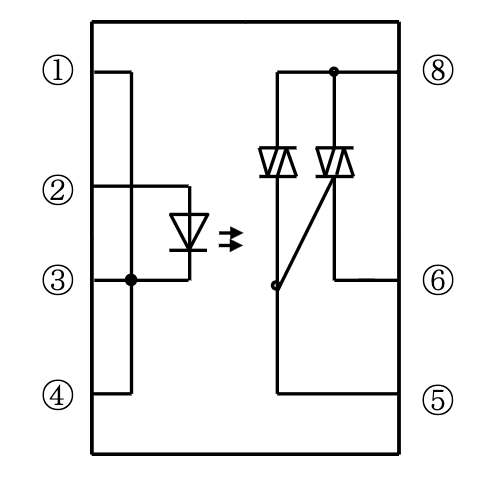 ① ⑧
② 
③ ⑥
④ ⑤